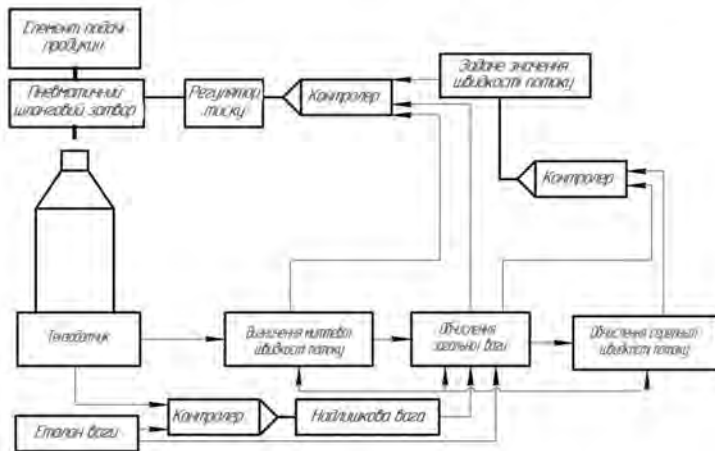 Елемент подачі
продукції
Пневматичний
шланговий затвор
Регулятор
тиску
Контролер
Задане значення
швидкості потоку
Контролер
Тензодатчик
Визначення миттєвої
швидкості потоку
Обчислення
загальної ваги
Обчислення середньої
швидкості потоку
Контролер
Надлишкова вага
Еталон ваги